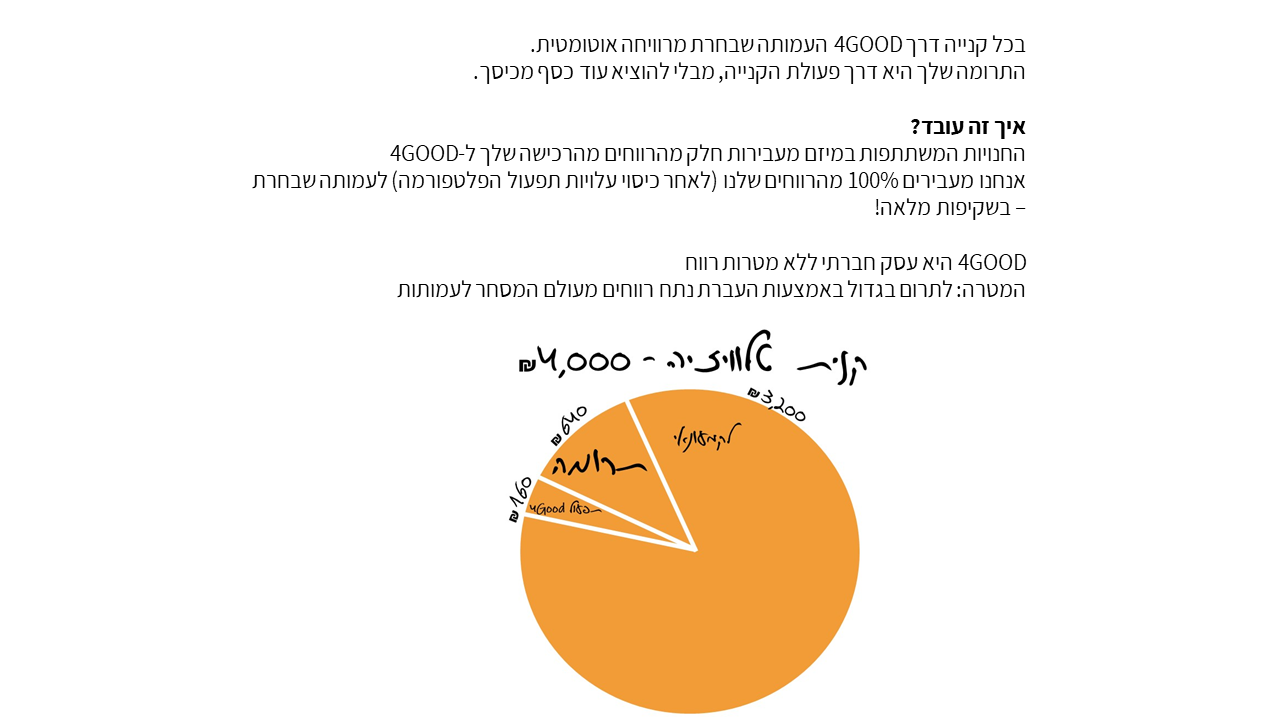 בכל קנייה דרך 4GOOD העמותה שבחרת מרוויחה אוטומטית.
התרומה שלך היא דרך פעולת הקנייה, מבלי להוציא עוד כסף מכיסך.
איך זה עובד?
החנויות המשתתפות במיזם מעבירות חלק מהרווחים מהרכישה שלך ל-4GOOD
אנחנו מעבירים 100% מהרווחים שלנו (לאחר כיסוי עלויות תפעול הפלטפורמה) לעמותה שבחרת
– בשקיפות מלאה!
4GOOD היא עסק חברתי ללא מטרות רווח
המטרה: לתרום בגדול באמצעות העברת נתח רווחים מעולם המסחר לעמותות
קנית טלוויזיה - 4,000₪
3,200₪
לקמעונאי
640₪
תרומה
160₪
תפעול 4Good